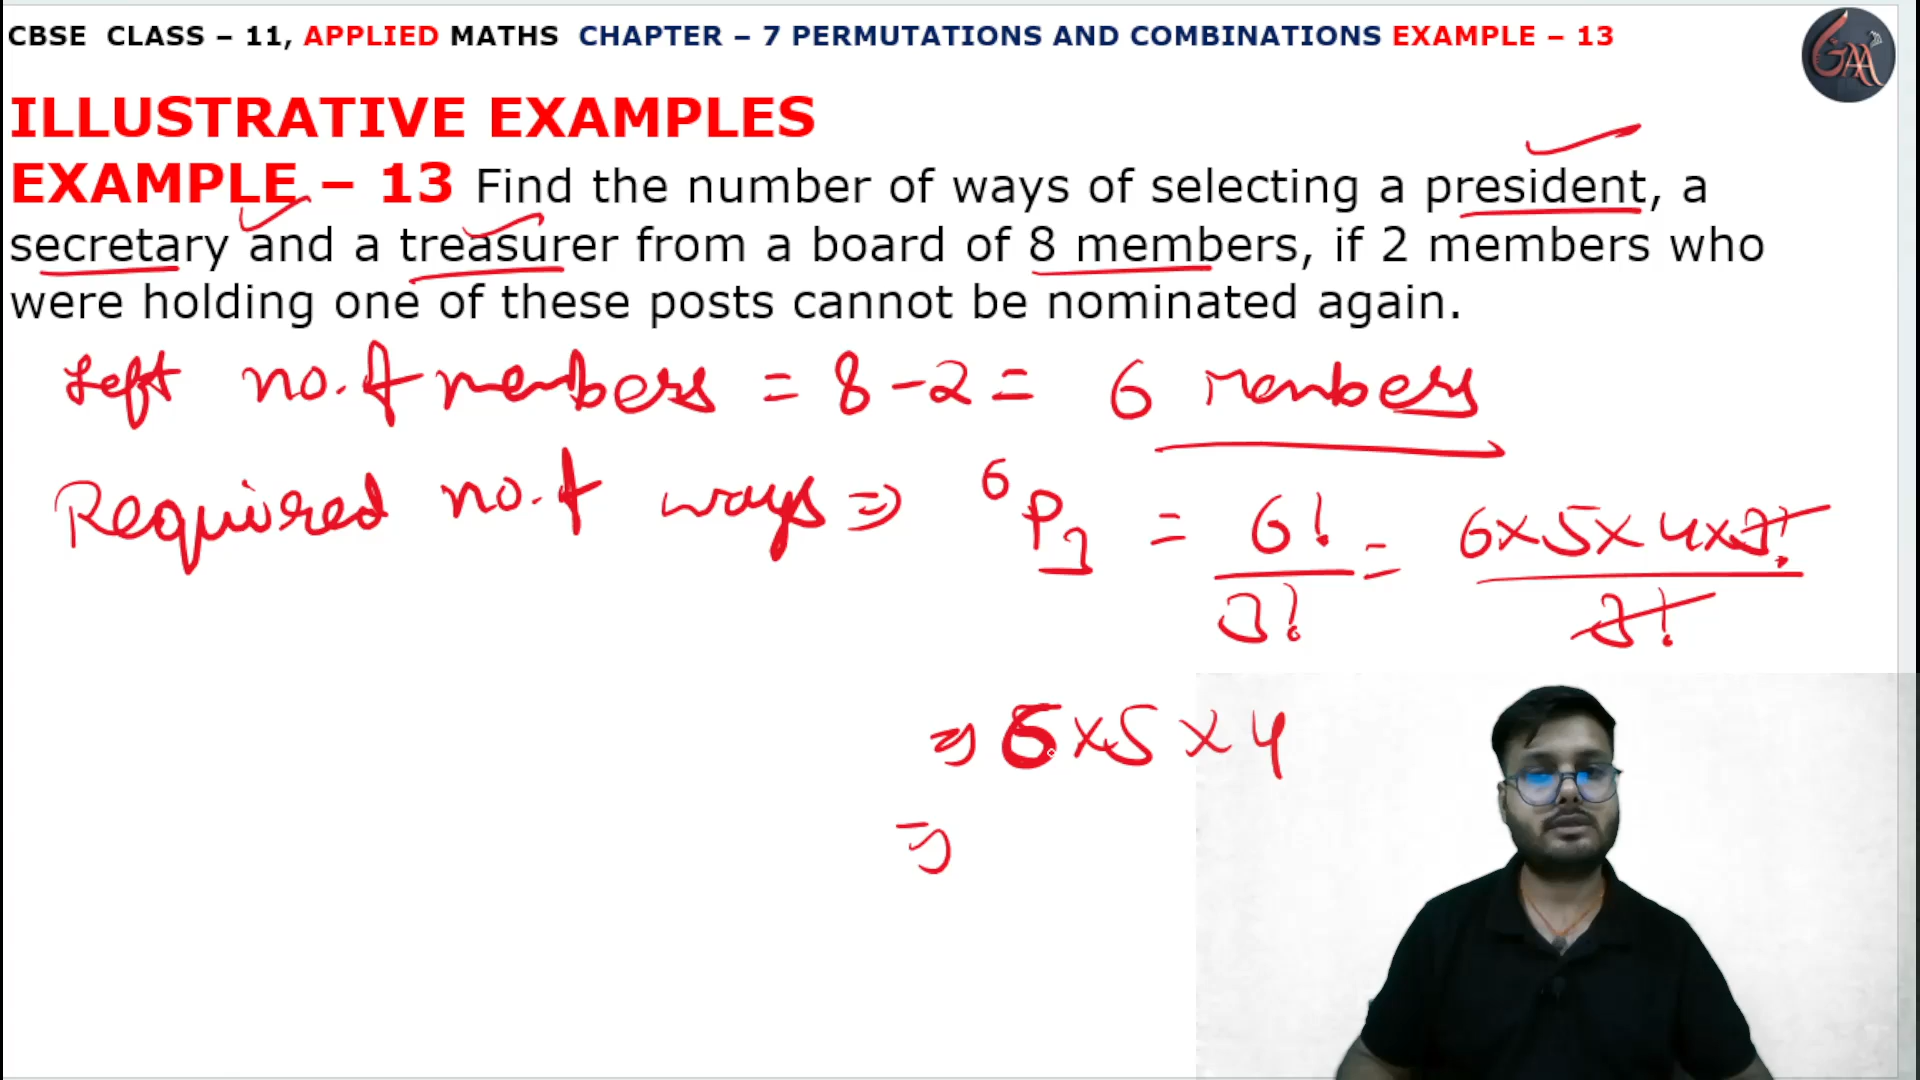 CBSE CLASS – 11, APPLIED MATHS CHAPTER – 7 PERMUTATIONS AND COMBINATIONS EXAMPLE – 13
ILLUSTRATIVE EXAMPLES
EXAMPLE – 13 Find the number of ways of selecting a president, a
secretary and a treasurer from a board of 8 members, if 2 members who
were holding one of these posts cannot be nominated again.
Left no. of members = 8 - 2 = 6 members
Required no. of ways ⇒ ⁶P₃ = 6!/3! = 6×5×4×3!/3!
⇒ 6×5×4
⇒